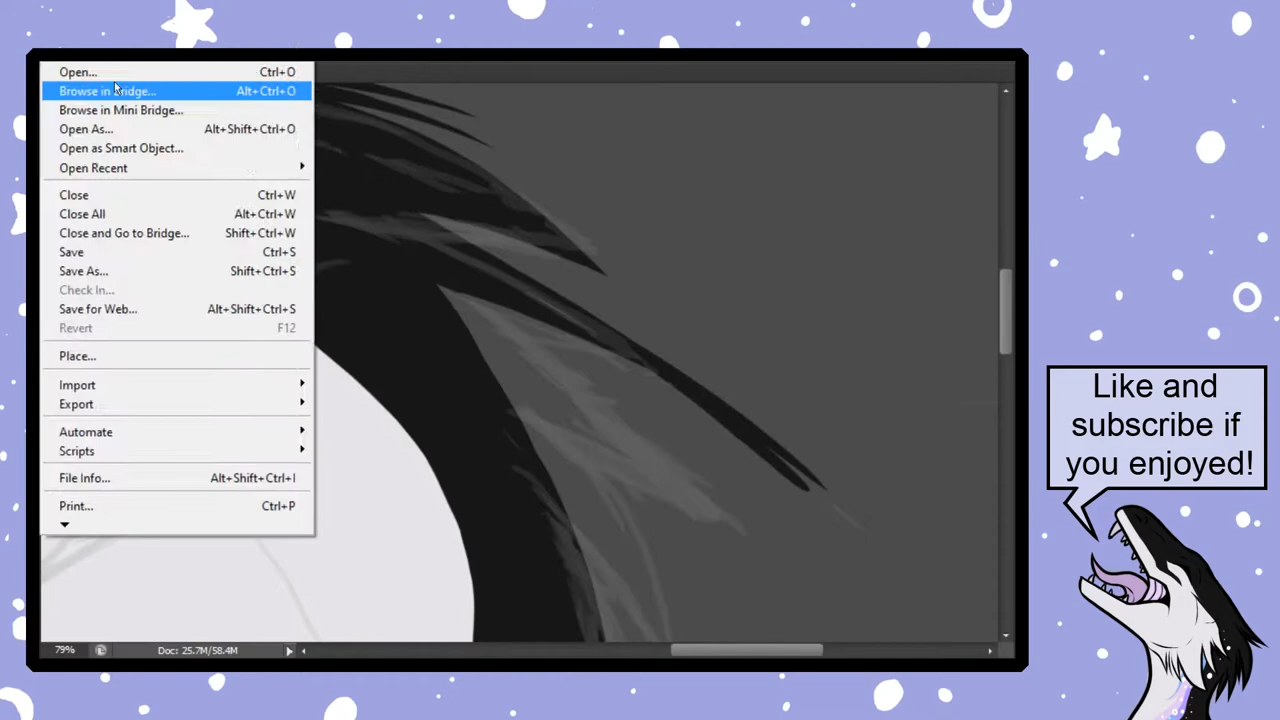 Open... Ctrl+O
Browse in Bridge... Alt+Ctrl+O
Browse in Mini Bridge...
Open As... Alt+Shift+Ctrl+O
Open as Smart Object...
Open Recent
Close Ctrl+W
Close All Alt+Ctrl+W
Close and Go to Bridge... Shift+Ctrl+W
Save Ctrl+S
Save As... Shift+Ctrl+S
Check In...
Save for Web... Alt+Shift+Ctrl+S
Revert F12
Place...
Import
Export
Automate
Scripts
File Info... Alt+Shift+Ctrl+I
Print... Ctrl+P
79% Doc: 25.7M/58.4M
Like and
subscribe if
you enjoyed!